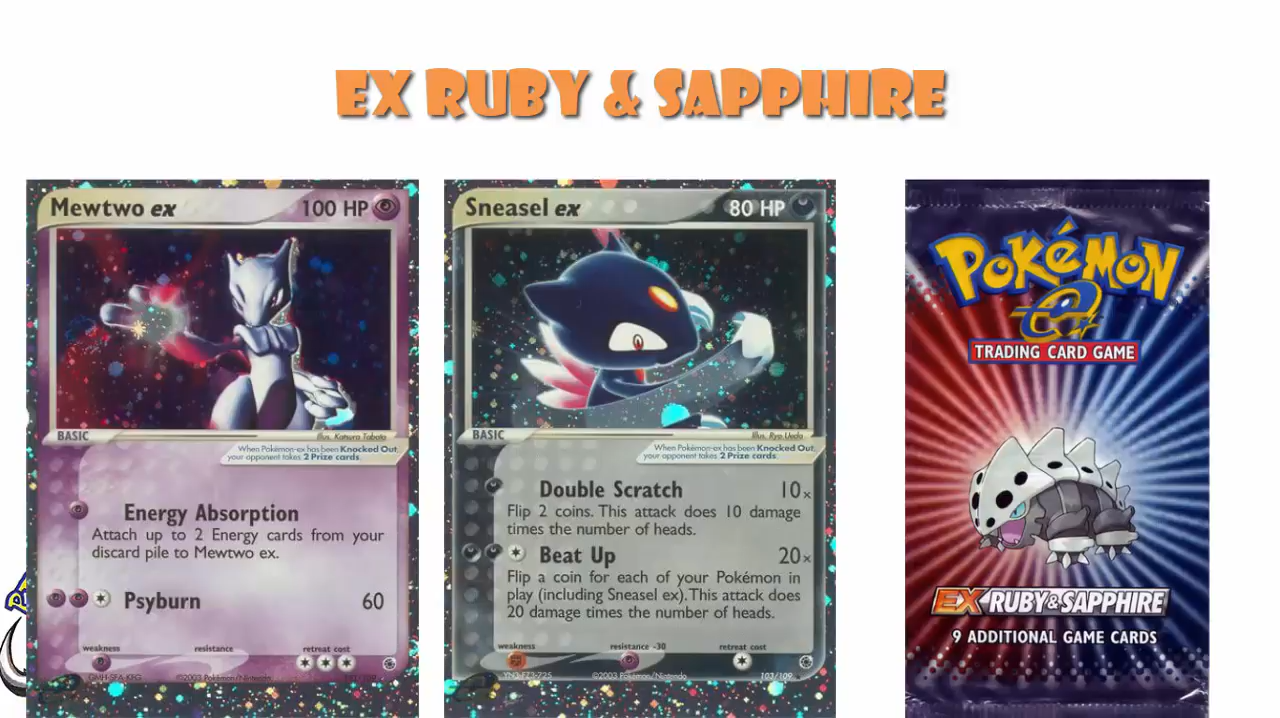 EX RUBY & SAPPHIRE
Mewtwo ex 100 HP
BASIC
Illus. Katsura Tabata
When Pokémon-ex has been Knocked Out,
your opponent takes 2 Prize cards.
Energy Absorption
Attach up to 2 Energy cards from your
discard pile to Mewtwo ex.
Psyburn 60
weakness resistance retreat cost
©2003 Pokémon/Nintendo
Sneasel ex 80 HP
BASIC
Illus. Ryo Ueda
When Pokémon-ex has been Knocked Out,
your opponent takes 2 Prize cards.
Double Scratch 10x
Flip 2 coins. This attack does 10 damage
times the number of heads.
Beat Up 20x
Flip a coin for each of your Pokémon in
play (including Sneasel ex). This attack does
20 damage times the number of heads.
weakness resistance -30 retreat cost
©2003 Pokémon/Nintendo 103/109
POKéMON
e
TRADING CARD GAME
EX RUBY & SAPPHIRE
9 ADDITIONAL GAME CARDS